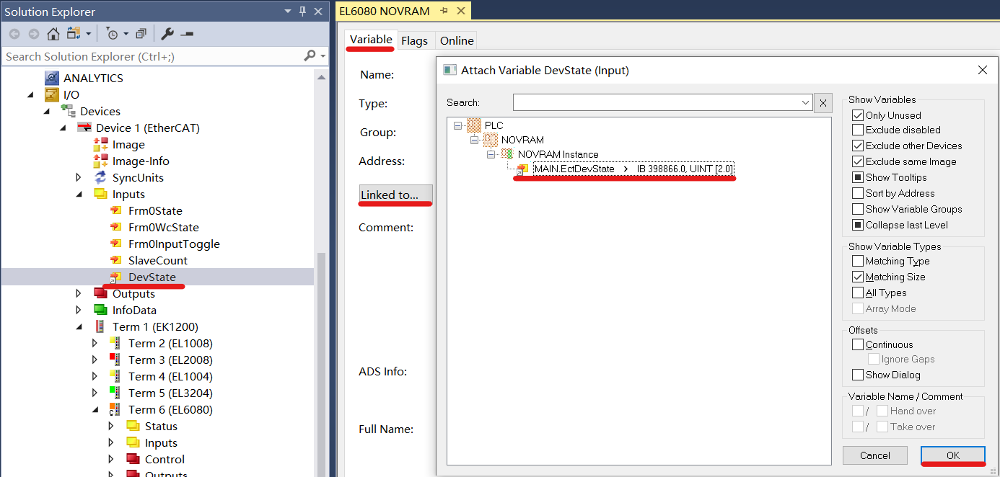 Solution Explorer
Search Solution Explorer (Ctrl+;)
ANALYTICS
I/O
Devices
Device 1 (EtherCAT)
Image
Image-Info
SyncUnits
Inputs
Frm0State
Frm0WcState
Frm0InputToggle
SlaveCount
DevState
Outputs
InfoData
Term 1 (EK1200)
Term 2 (EL1008)
Term 3 (EL2008)
Term 4 (EL1004)
Term 5 (EL3204)
Term 6 (EL6080)
Status
Inputs
Control
Outputs
EL6080 NOVRAM
Variable Flags Online
Name:
Type:
Group:
Address:
Linked to...
Comment:
ADS Info:
Full Name:
Attach Variable DevState (Input)
Search:
PLC
NOVRAM
NOVRAM Instance
MAIN.EctDevState > IB 398866.0, UINT [2.0]
Show Variables
Only Unused
Exclude disabled
Exclude other Devices
Exclude same Image
Show Tooltips
Sort by Address
Show Variable Groups
Collapse last Level
Show Variable Types
Matching Type
Matching Size
All Types
Array Mode
Offsets
Continuous
Ignore Gaps
Show Dialog
Variable Name / Comment
/ Hand over
/ Take over
Cancel OK